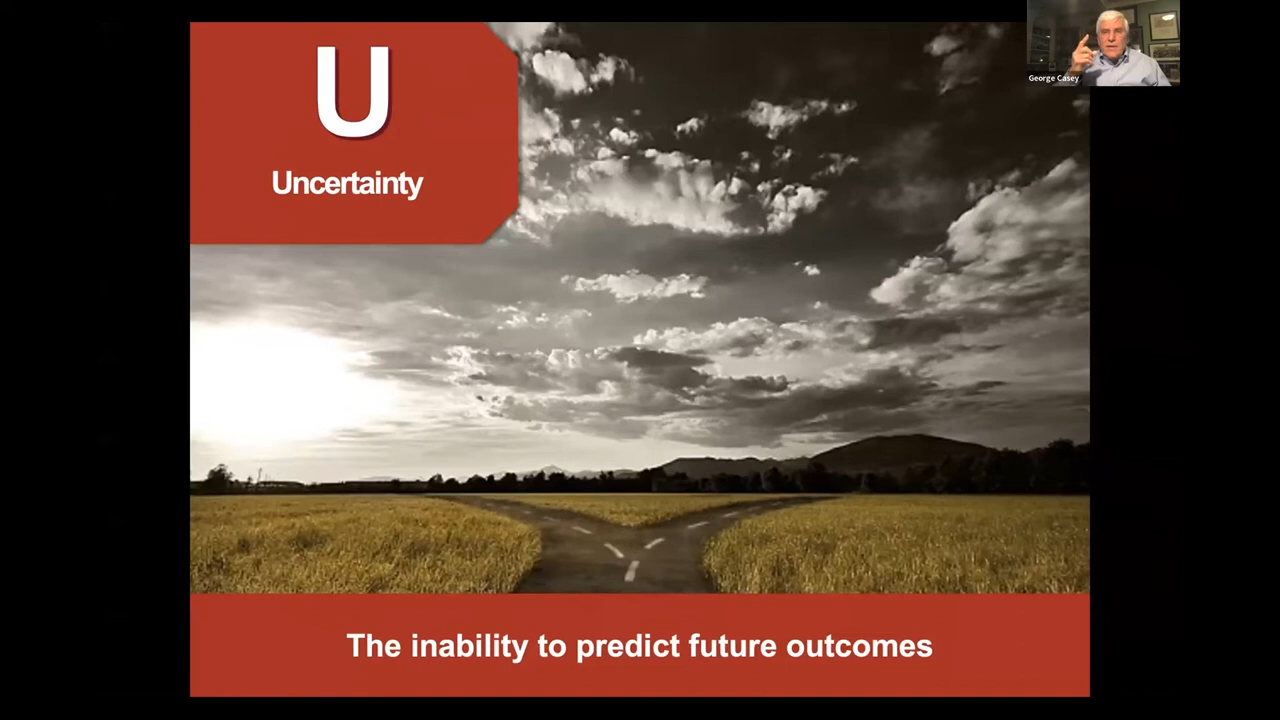 U
Uncertainty
George Casey
The inability to predict future outcomes